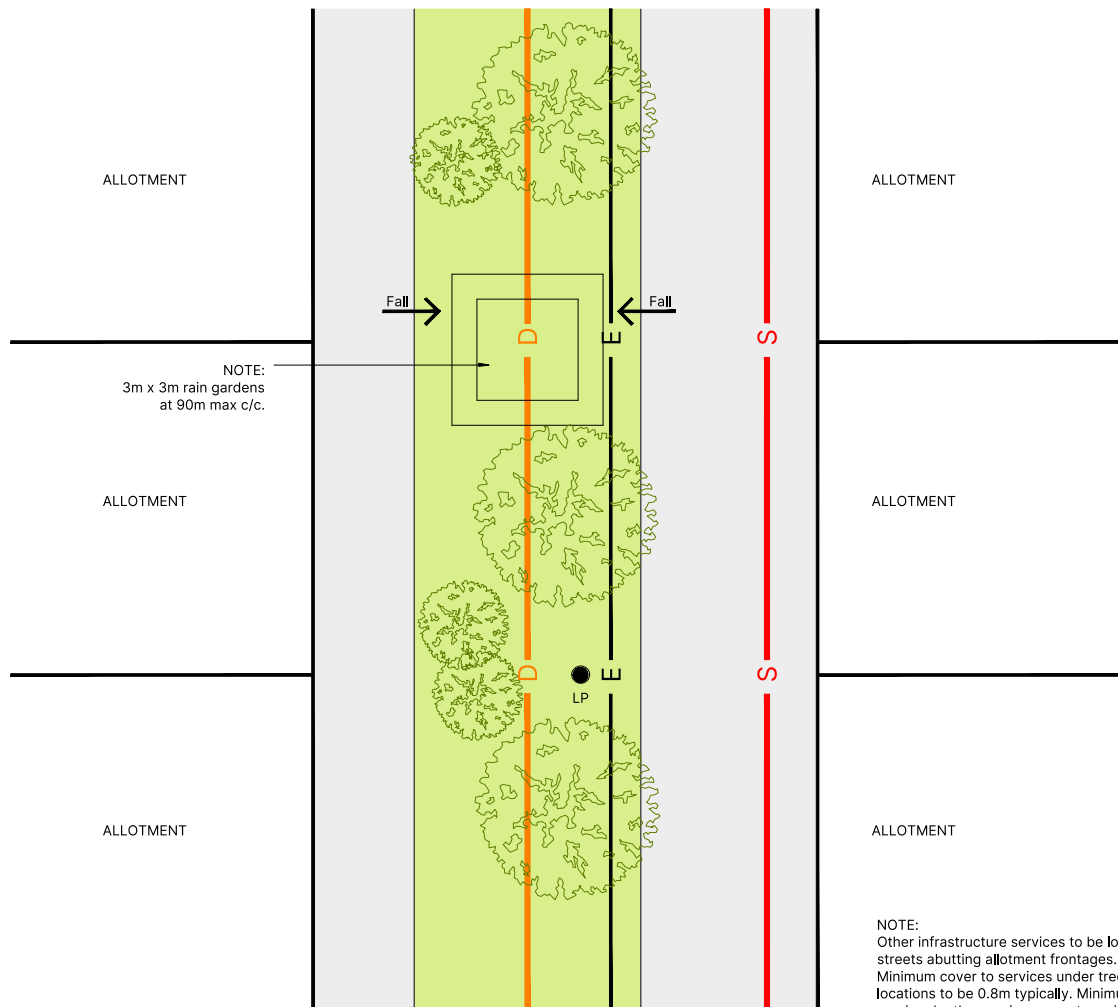 ALLOTMENT
ALLOTMENT
Fall
Fall
D
E
S
NOTE:
3m x 3m rain gardens
at 90m max c/c.
ALLOTMENT
ALLOTMENT
D
E
S
LP
ALLOTMENT
ALLOTMENT
NOTE:
Other infrastructure services to be lo
streets abutting allotment frontages.
Minimum cover to services under tree
locations to be 0.8m typically. Minimu